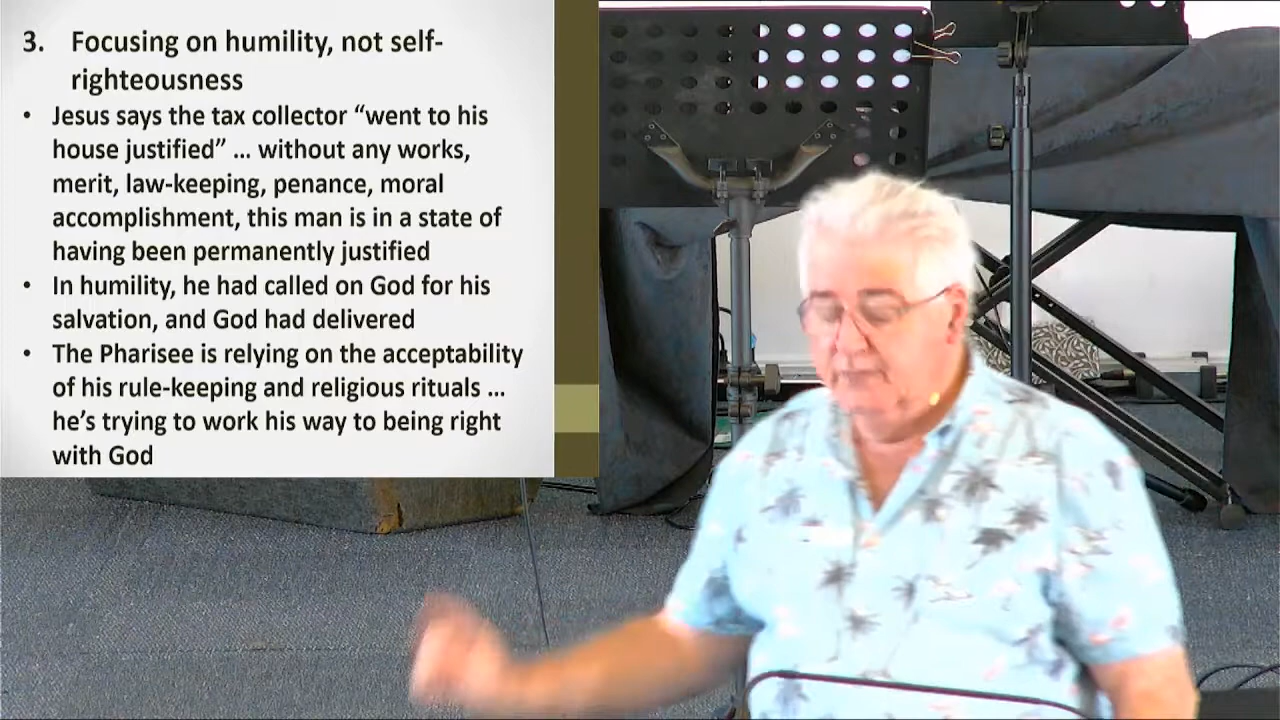 3. Focusing on humility, not self-
righteousness
• Jesus says the tax collector “went to his
house justified” ... without any works,
merit, law-keeping, penance, moral
accomplishment, this man is in a state of
having been permanently justified
• In humility, he had called on God for his
salvation, and God had delivered
• The Pharisee is relying on the acceptability
of his rule-keeping and religious rituals ...
he’s trying to work his way to being right
with God